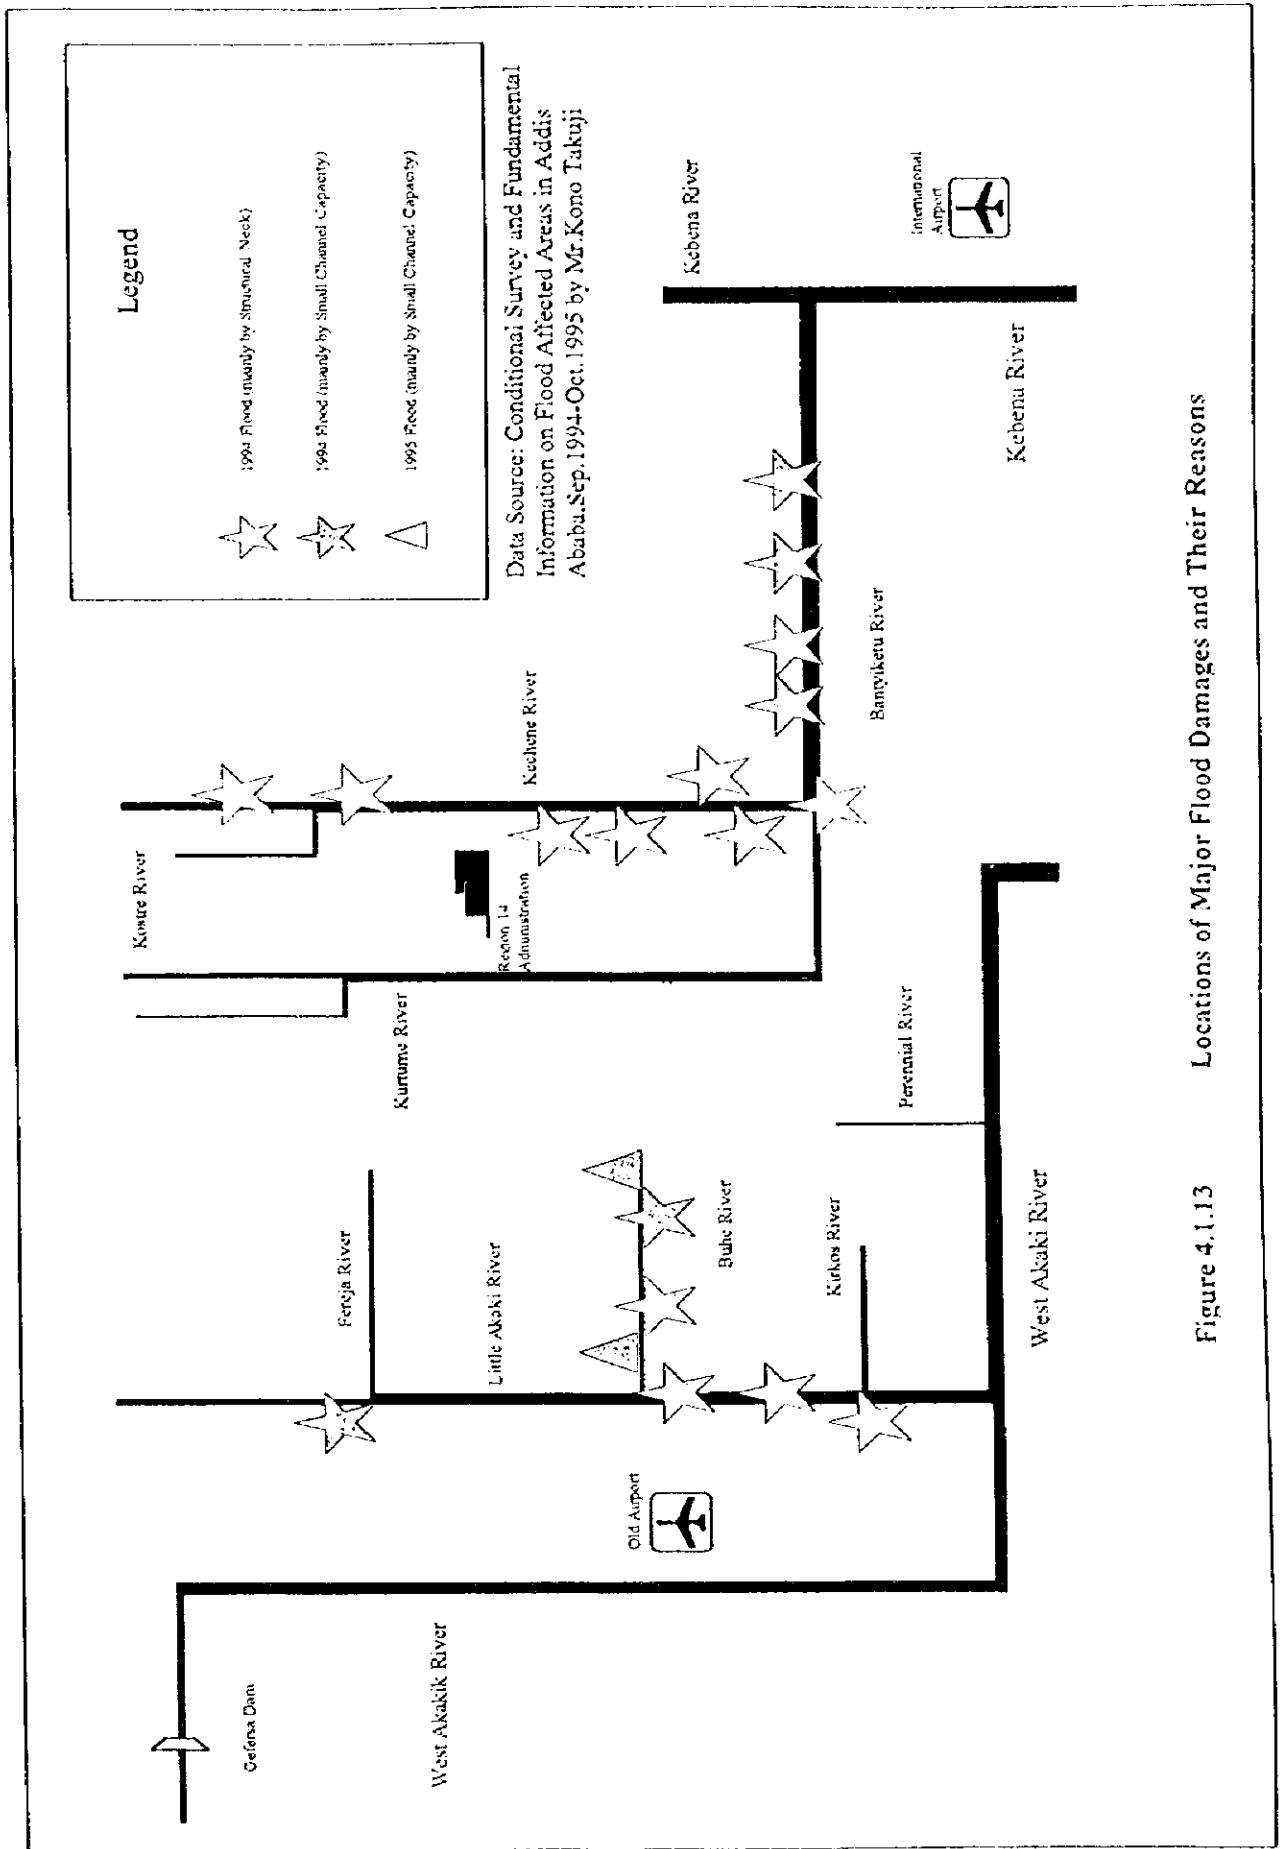 Legend
1994 Flood (mainly by Structural Neck)
1994 Flood (mainly by Small Channel Capacity)
1995 Flood (mainly by Small Channel Capacity)
Data Source: Conditional Survey and Fundamental
Information on Flood Affected Areas in Addis
Ababa.Sep.1994-Oct.1995 by Mr.Kono Takuji
Gefersa Dam
West Akakik River
Old Airport
Fereja River
Little Akaki River
Buhe River
Kirkos River
West Akaki River
Perennial River
Kurtume River
Kostre River
Region 14
Administration
Kechene River
Bantyiketu River
Kebena River
International
Airport
Kebena River
Figure 4.1.13 Locations of Major Flood Damages and Their Reasons